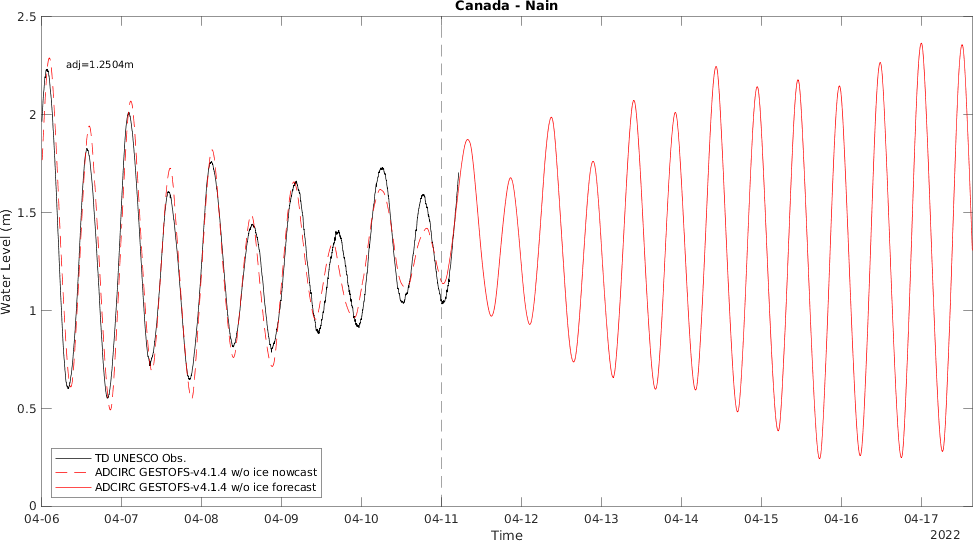 Canada - Nain
adj=1.2504m
2.5
2
1.5
1
0.5
0
Water Level (m)
TD UNESCO Obs.
ADCIRC GESTOFS-v4.1.4 w/o ice nowcast
ADCIRC GESTOFS-v4.1.4 w/o ice forecast
04-06 04-07 04-08 04-09 04-10 04-11 04-12 04-13 04-14 04-15 04-16 04-17
Time
2022